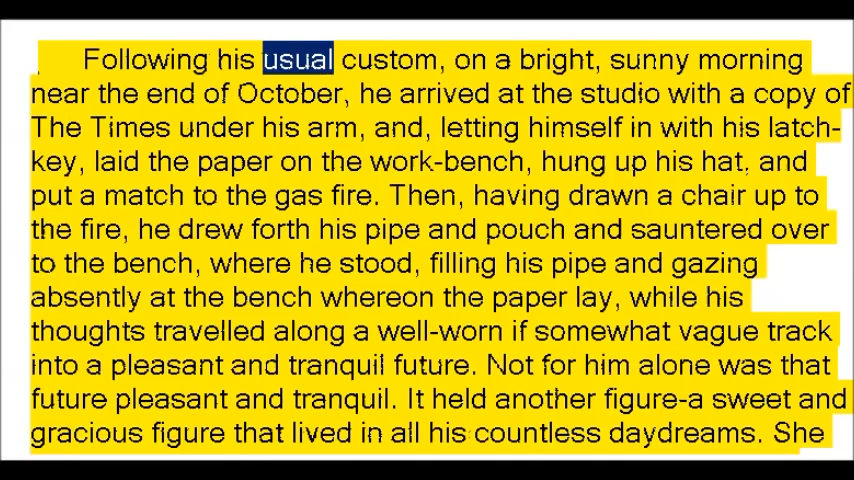 Following his usual custom, on a bright, sunny morning
near the end of October, he arrived at the studio with a copy of
The Times under his arm, and, letting himself in with his latch-
key, laid the paper on the work-bench, hung up his hat, and
put a match to the gas fire. Then, having drawn a chair up to
the fire, he drew forth his pipe and pouch and sauntered over
to the bench, where he stood, filling his pipe and gazing
absently at the bench whereon the paper lay, while his
thoughts travelled along a well-worn if somewhat vague track
into a pleasant and tranquil future. Not for him alone was that
future pleasant and tranquil. It held another figure-a sweet and
gracious figure that lived in all his countless daydreams. She